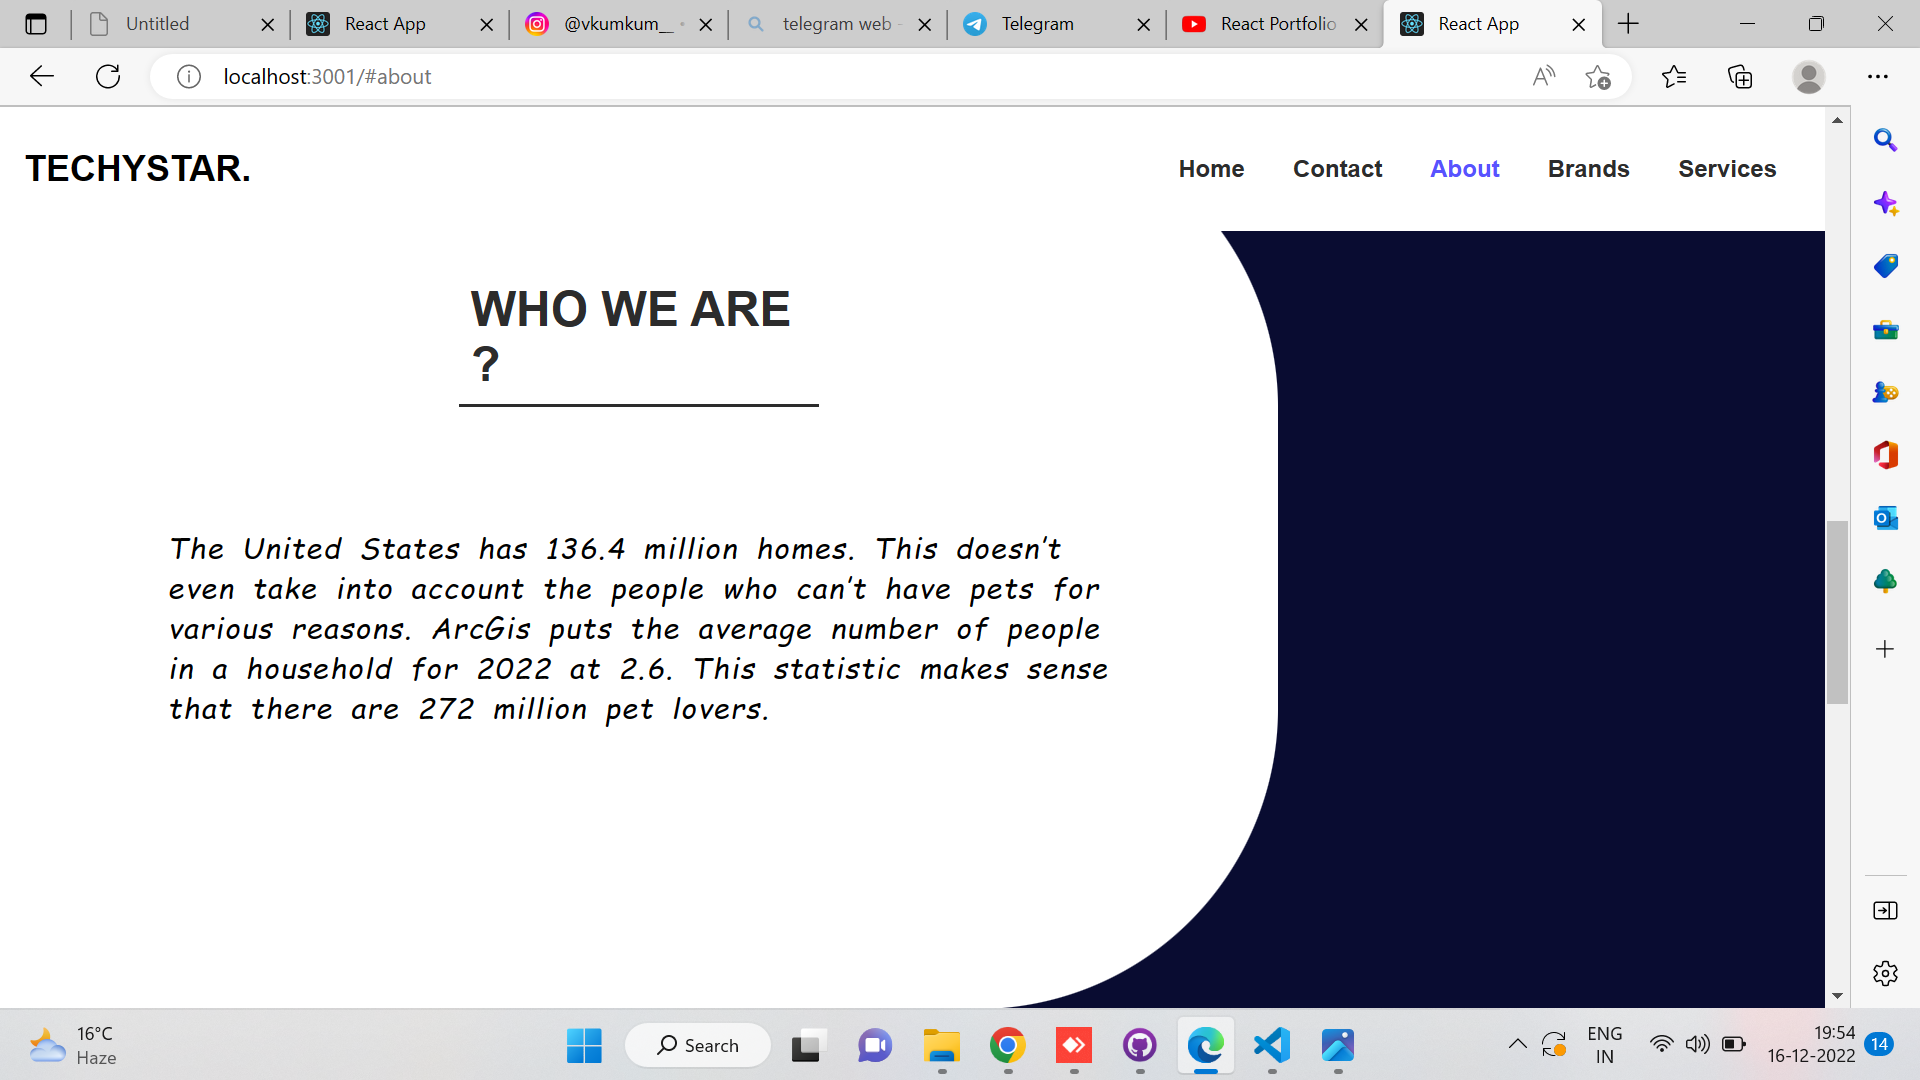 Untitled
React App
@vkumkum__
telegram web -
Telegram
React Portfolio
React App
localhost:3001/#about
TECHYSTAR.
Home
Contact
About
Brands
Services
WHO WE ARE
?
The United States has 136.4 million homes. This doesn't
even take into account the people who can't have pets for
various reasons. ArcGis puts the average number of people
in a household for 2022 at 2.6. This statistic makes sense
that there are 272 million pet lovers.
16°C
Haze
Search
ENG
IN
19:54
16-12-2022
14